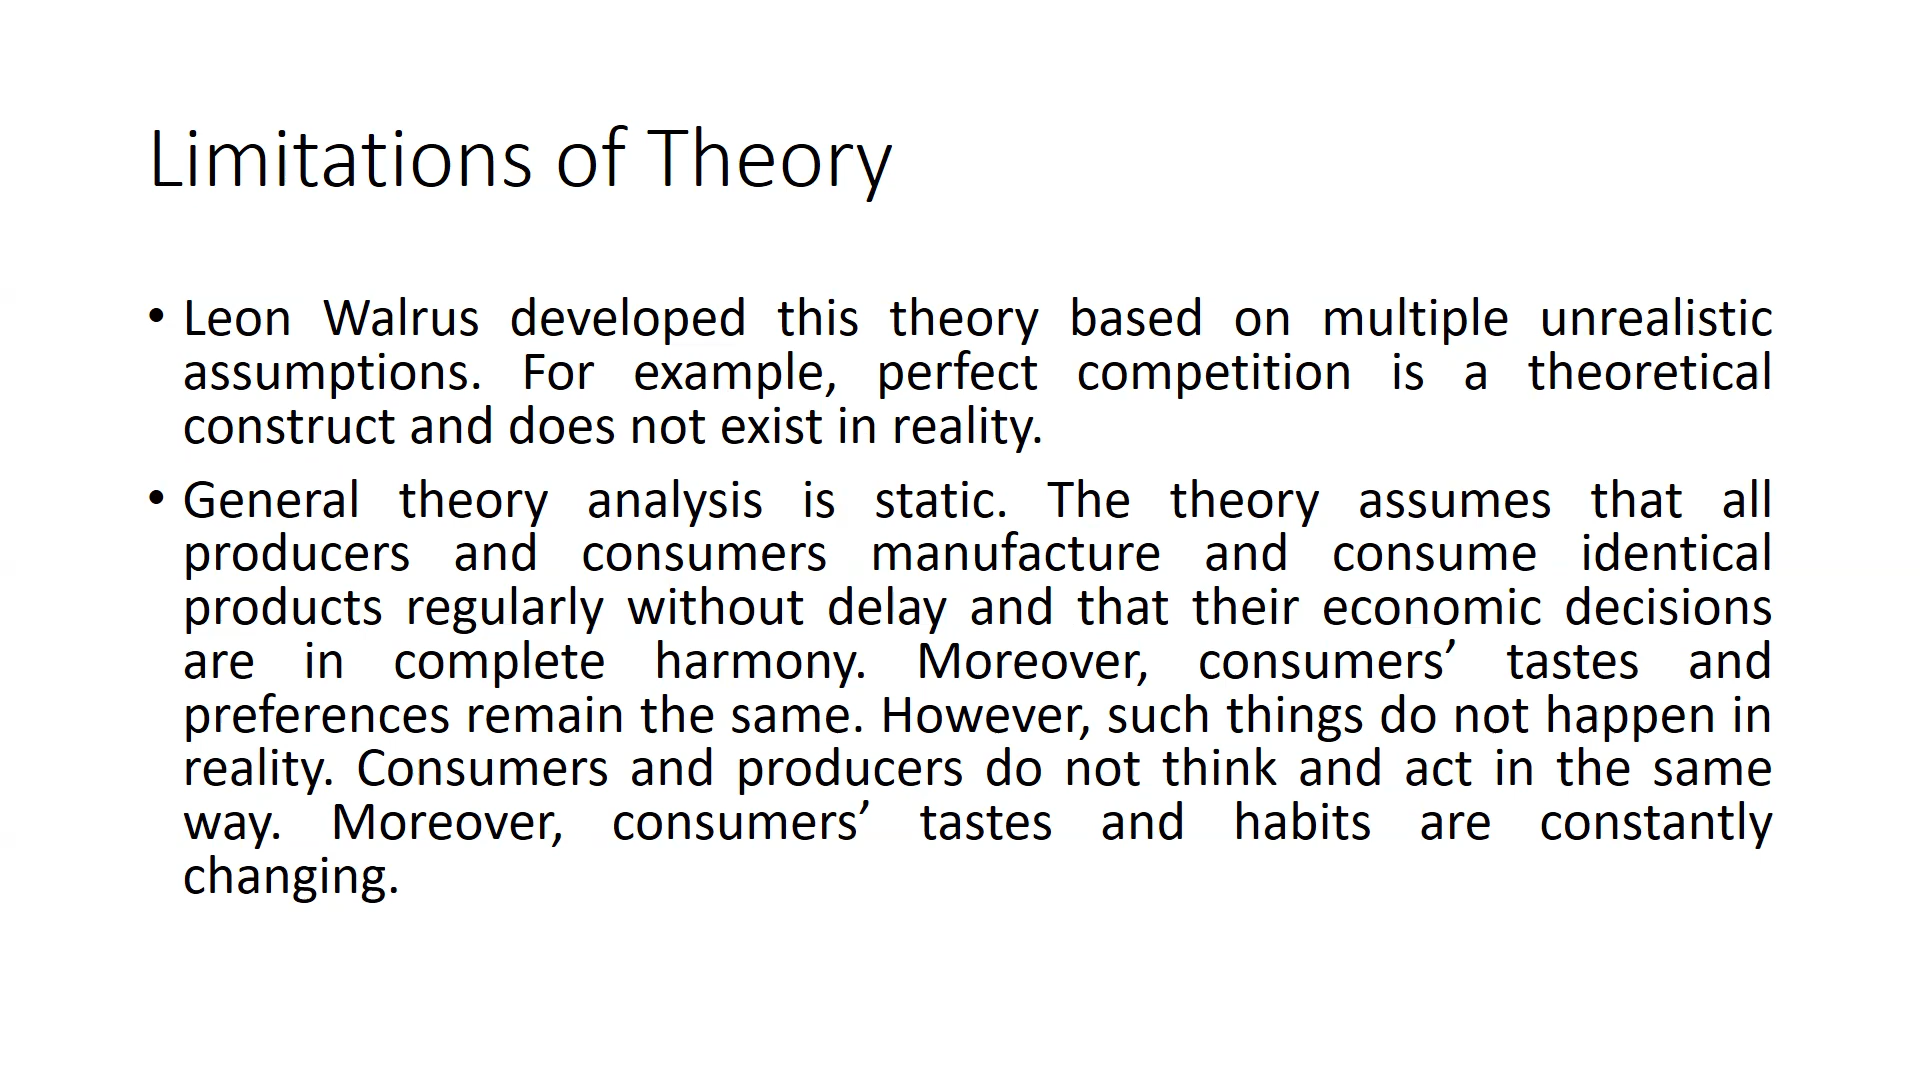 Limitations of Theory
• Leon Walrus developed this theory based on multiple unrealistic
assumptions. For example, perfect competition is a theoretical
construct and does not exist in reality.
• General theory analysis is static. The theory assumes that all
producers and consumers manufacture and consume identical
products regularly without delay and that their economic decisions
are in complete harmony. Moreover, consumers’ tastes and
preferences remain the same. However, such things do not happen in
reality. Consumers and producers do not think and act in the same
way. Moreover, consumers’ tastes and habits are constantly
changing.